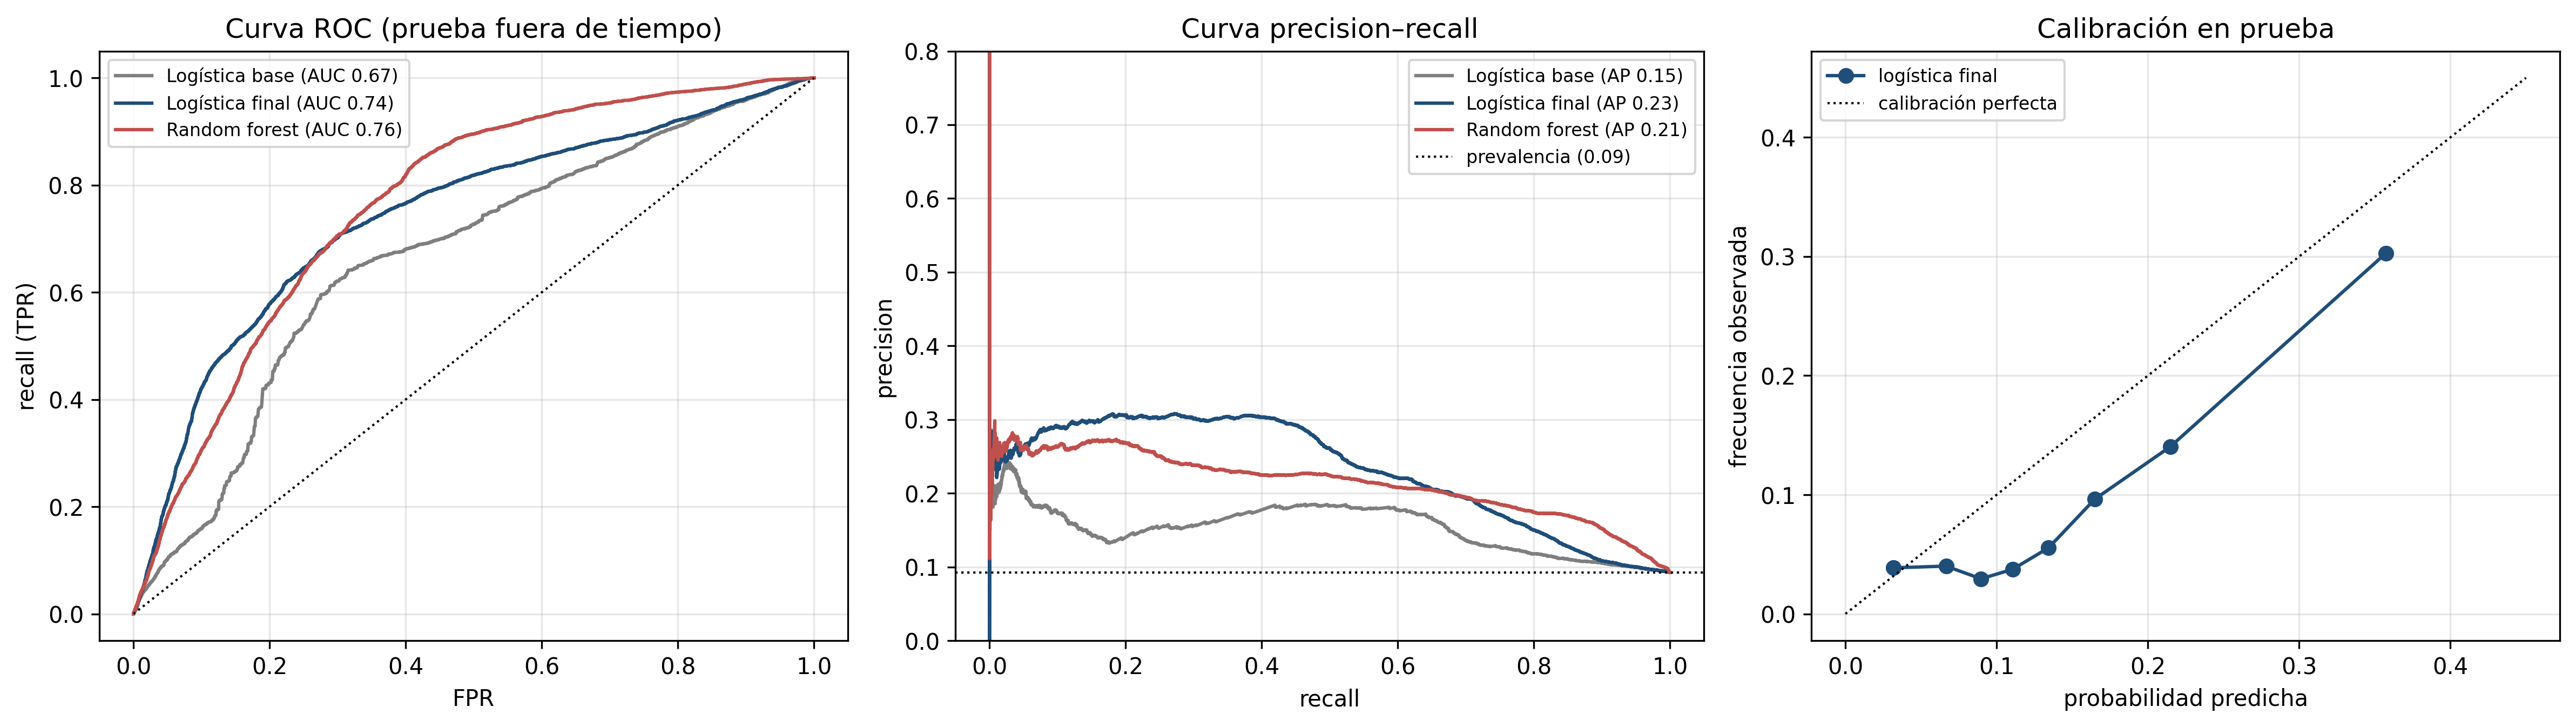 Curva ROC (prueba fuera de tiempo)
Logística base (AUC 0.67)
Logística final (AUC 0.74)
Random forest (AUC 0.76)
recall (TPR)
1.0
0.8
0.6
0.4
0.2
0.0
0.0 0.2 0.4 0.6 0.8 1.0
FPR
Curva precision–recall
Logística base (AP 0.15)
Logística final (AP 0.23)
Random forest (AP 0.21)
prevalencia (0.09)
precision
0.8
0.7
0.6
0.5
0.4
0.3
0.2
0.1
0.0
0.0 0.2 0.4 0.6 0.8 1.0
recall
Calibración en prueba
logística final
calibración perfecta
frecuencia observada
0.4
0.3
0.2
0.1
0.0
0.0 0.1 0.2 0.3 0.4
probabilidad predicha